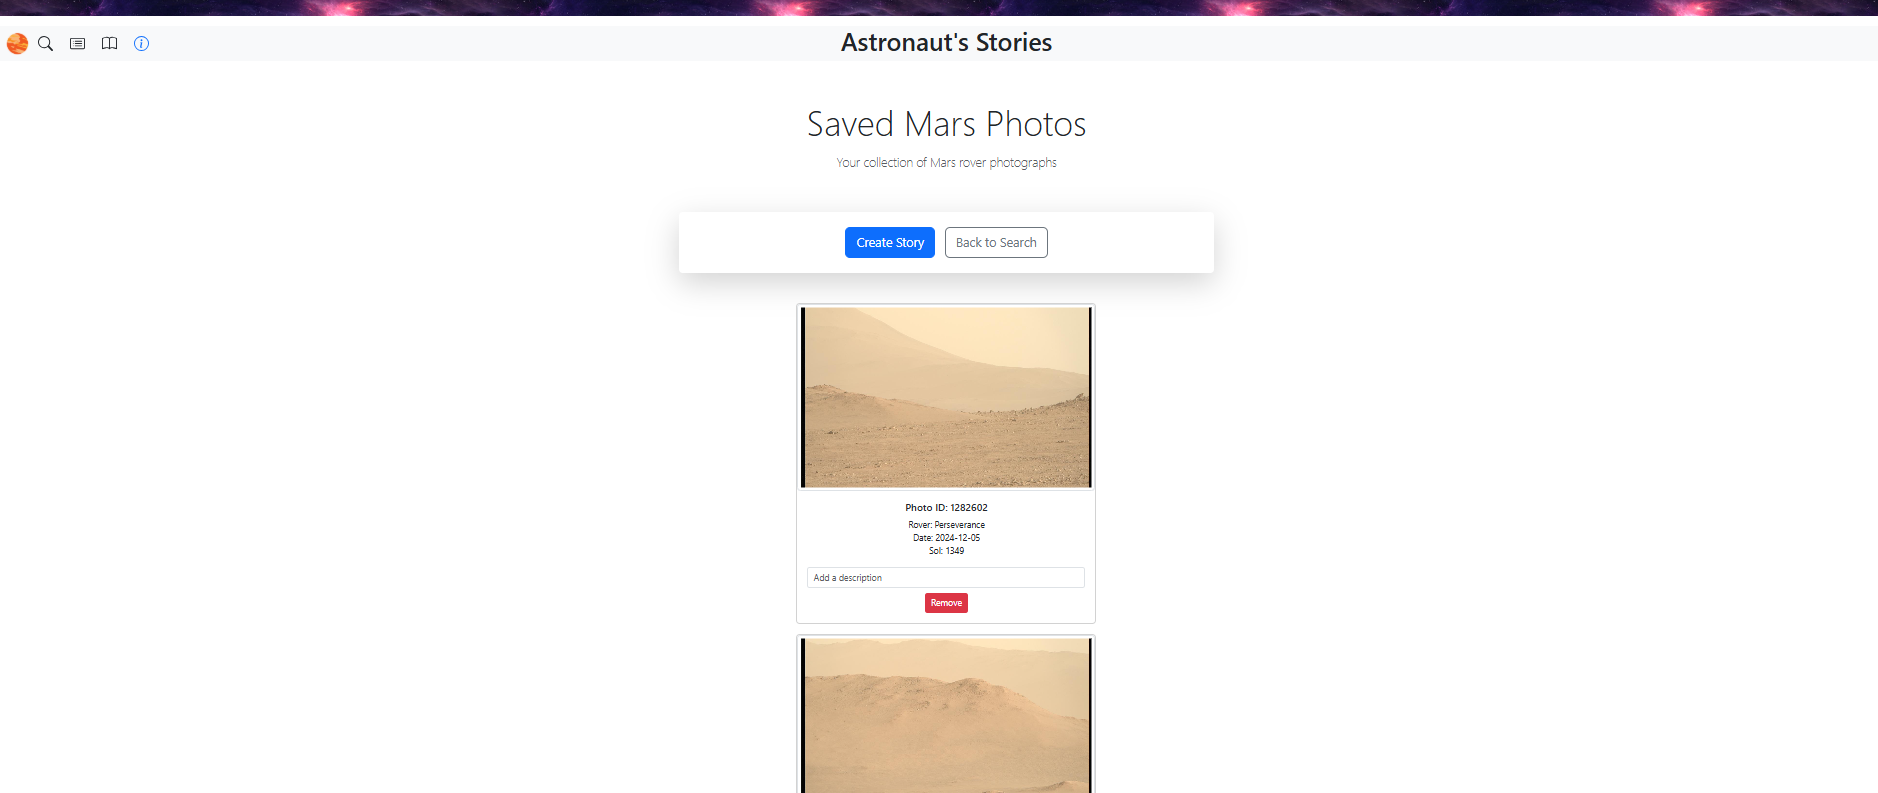 Astronaut's Stories
Saved Mars Photos
Your collection of Mars rover photographs
Create Story
Back to Search
Photo ID: 1282602
Rover: Perseverance
Date: 2024-12-05
Sol: 1349
Add a description
Remove